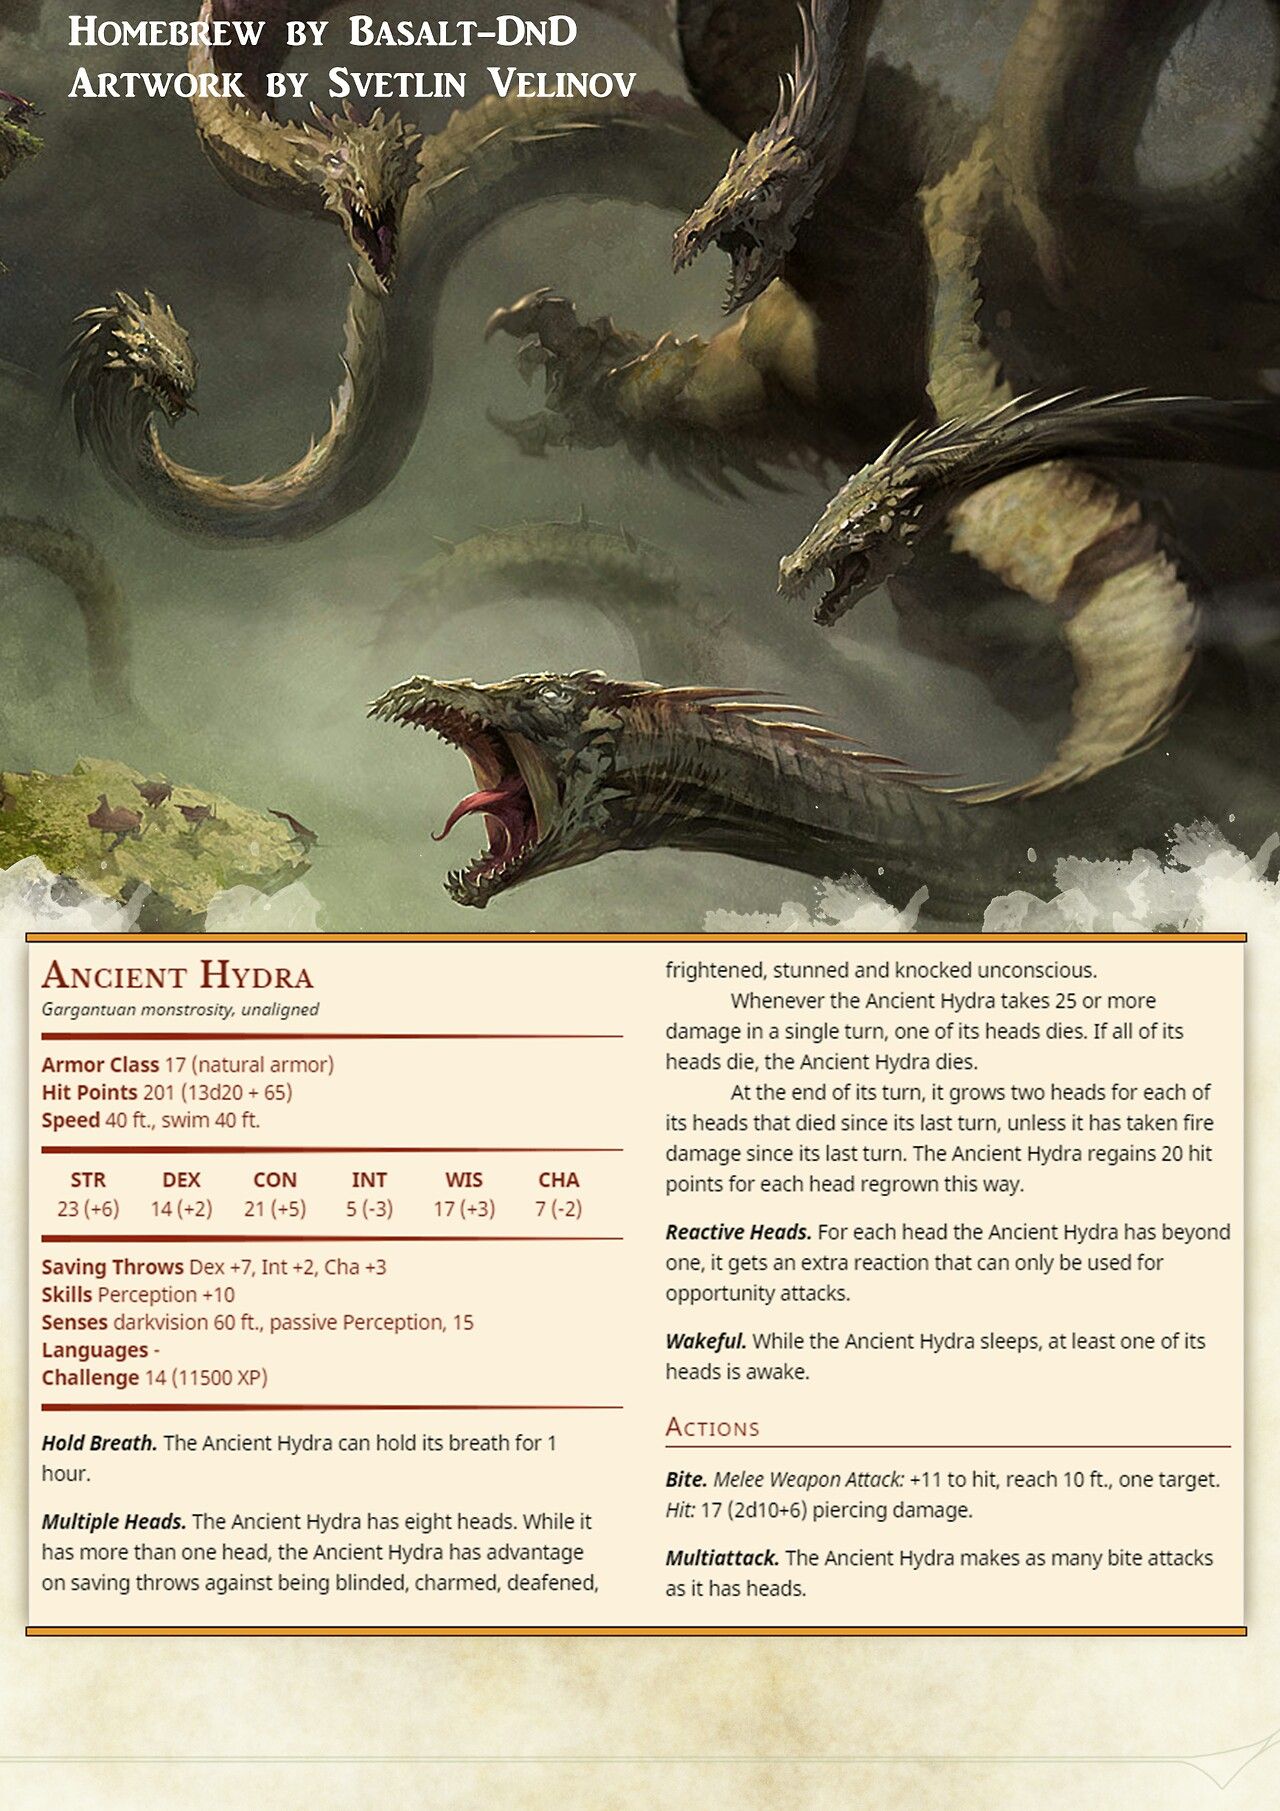 Homebrew by Basalt-DnD
Artwork by Svetlin Velinov
Ancient Hydra
Gargantuan monstrosity, unaligned
Armor Class 17 (natural armor)
Hit Points 201 (13d20 + 65)
Speed 40 ft., swim 40 ft.
STR DEX CON INT WIS CHA
23 (+6) 14 (+2) 21 (+5) 5 (-3) 17 (+3) 7 (-2)
Saving Throws Dex +7, Int +2, Cha +3
Skills Perception +10
Senses darkvision 60 ft., passive Perception, 15
Languages -
Challenge 14 (11500 XP)
Hold Breath. The Ancient Hydra can hold its breath for 1
hour.
Multiple Heads. The Ancient Hydra has eight heads. While it
has more than one head, the Ancient Hydra has advantage
on saving throws against being blinded, charmed, deafened,
frightened, stunned and knocked unconscious.
Whenever the Ancient Hydra takes 25 or more
damage in a single turn, one of its heads dies. If all of its
heads die, the Ancient Hydra dies.
At the end of its turn, it grows two heads for each of
its heads that died since its last turn, unless it has taken fire
damage since its last turn. The Ancient Hydra regains 20 hit
points for each head regrown this way.
Reactive Heads. For each head the Ancient Hydra has beyond
one, it gets an extra reaction that can only be used for
opportunity attacks.
Wakeful. While the Ancient Hydra sleeps, at least one of its
heads is awake.
Actions
Bite. Melee Weapon Attack: +11 to hit, reach 10 ft., one target.
Hit: 17 (2d10+6) piercing damage.
Multiattack. The Ancient Hydra makes as many bite attacks
as it has heads.